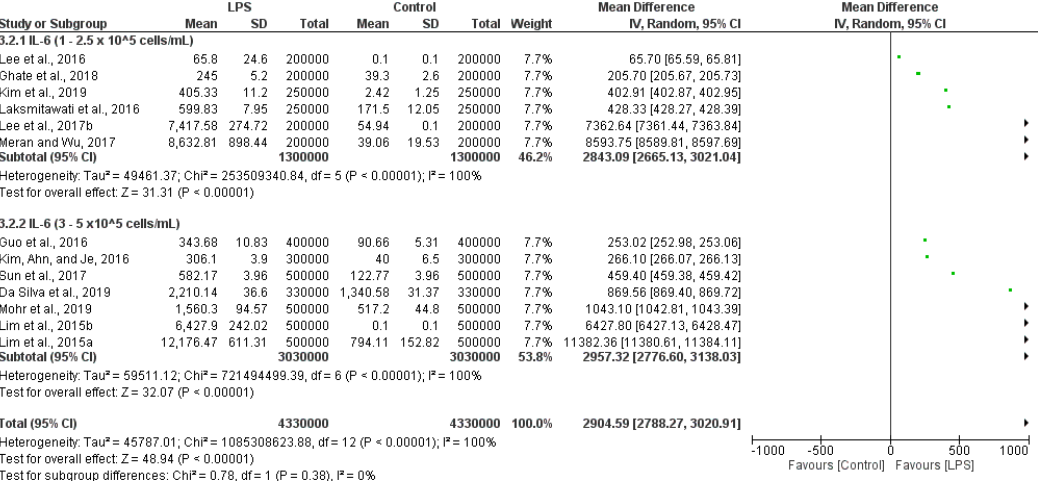 LPS Control Mean Difference Mean Difference
Study or Subgroup Mean SD Total Mean SD Total Weight IV, Random, 95% CI IV, Random, 95% CI
3.2.1 IL-6 (1 - 2.5 x 10^5 cells/mL)
Lee et al., 2016 65.8 24.6 200000 0.1 0.1 200000 7.7% 65.70 [65.59, 65.81]
Ghate et al., 2018 245 5.2 200000 39.3 2.6 200000 7.7% 205.70 [205.67, 205.73]
Kim et al., 2019 405.33 11.2 250000 2.42 1.25 250000 7.7% 402.91 [402.87, 402.95]
Laksmitawati et al., 2016 599.83 7.95 250000 171.5 12.05 250000 7.7% 428.33 [428.27, 428.39]
Lee et al., 2017b 7,417.58 274.72 200000 54.94 0.1 200000 7.7% 7362.64 [7361.44, 7363.84]
Meran and Wu, 2017 8,632.81 898.44 200000 39.06 19.53 200000 7.7% 8593.75 [8589.81, 8597.69]
Subtotal (95% CI) 1300000 1300000 46.2% 2843.09 [2665.13, 3021.04]
Heterogeneity: Tau² = 49461.37; Chi² = 253509340.84, df = 5 (P < 0.00001); I² = 100%
Test for overall effect: Z = 31.31 (P < 0.00001)
3.2.2 IL-6 (3 - 5 x10^5 cells/mL)
Guo et al., 2016 343.68 10.83 400000 90.66 5.31 400000 7.7% 253.02 [252.98, 253.06]
Kim, Ahn, and Je, 2016 306.1 3.9 300000 40 6.5 300000 7.7% 266.10 [266.07, 266.13]
Sun et al., 2017 582.17 3.96 500000 122.77 3.96 500000 7.7% 459.40 [459.38, 459.42]
Da Silva et al., 2019 2,210.14 36.6 330000 1,340.58 31.37 330000 7.7% 869.56 [869.40, 869.72]
Mohr et al., 2019 1,560.3 94.57 500000 517.2 44.8 500000 7.7% 1043.10 [1042.81, 1043.39]
Lim et al., 2015b 6,427.9 242.02 500000 0.1 0.1 500000 7.7% 6427.80 [6427.13, 6428.47]
Lim et al., 2015a 12,176.47 611.31 500000 794.11 152.82 500000 7.7% 11382.36 [11380.61, 11384.11]
Subtotal (95% CI) 3030000 3030000 53.8% 2957.32 [2776.60, 3138.03]
Heterogeneity: Tau² = 59511.12; Chi² = 721494499.39, df = 6 (P < 0.00001); I² = 100%
Test for overall effect: Z = 32.07 (P < 0.00001)
Total (95% CI) 4330000 4330000 100.0% 2904.59 [2788.27, 3020.91]
Heterogeneity: Tau² = 45787.01; Chi² = 1085308623.88, df = 12 (P < 0.00001); I² = 100%
Test for overall effect: Z = 48.94 (P < 0.00001)
Test for subgroup differences: Chi² = 0.78, df = 1 (P = 0.38), I² = 0%
-1000 -500 0 500 1000
Favours [Control] Favours [LPS]